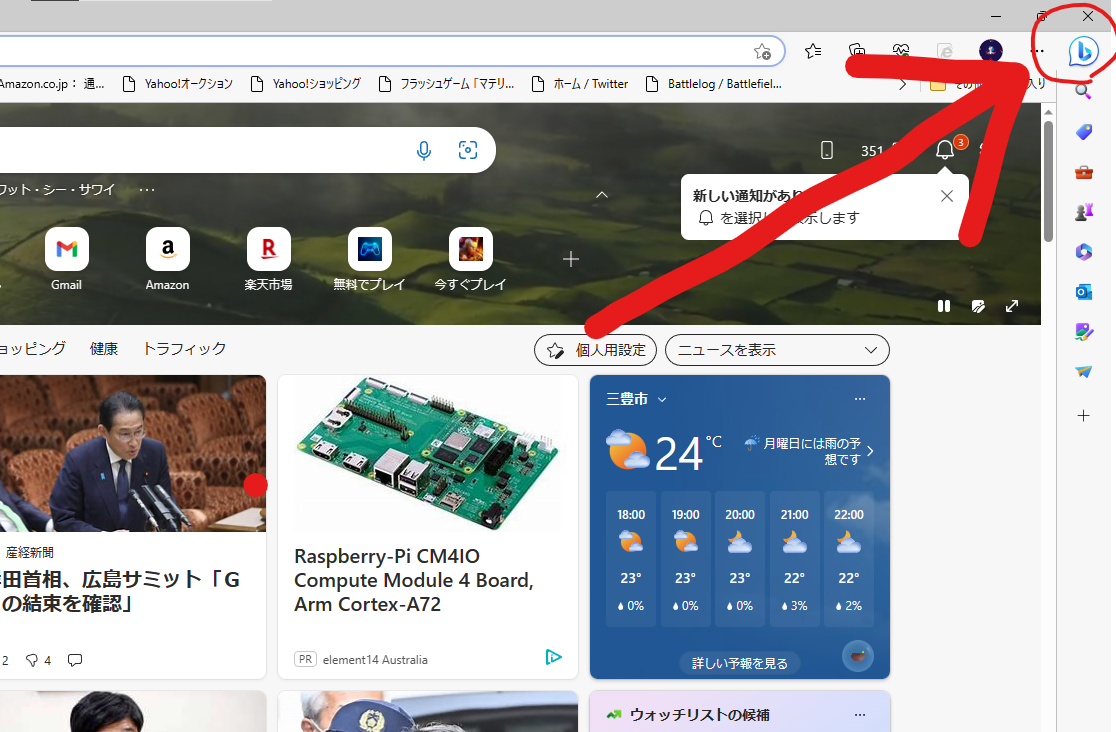 Amazon.co.jp： 通...
Yahoo!オークション
Yahoo!ショッピング
フラッシュゲーム「マテリ...
ホーム / Twitter
Battlelog / Battlefiel...
351
3
ワット・シー・サワイ
新しい通知があり
を選択し
示します
Gmail
Amazon
楽天市場
無料でプレイ
今すぐプレイ
ョッピング
健康
トラフィック
個人用設定
ニュースを表示
産経新聞
田首相、広島サミット「G
の結束を確認」
2
4
Raspberry-Pi CM4IO
Compute Module 4 Board,
Arm Cortex-A72
PR
element14 Australia
三豊市
24 °C
月曜日には雨の予
想です
18:00 19:00 20:00 21:00 22:00
23° 23° 23° 22° 22°
0% 0% 0% 3% 2%
詳しい予報を見る
ウォッチリストの候補